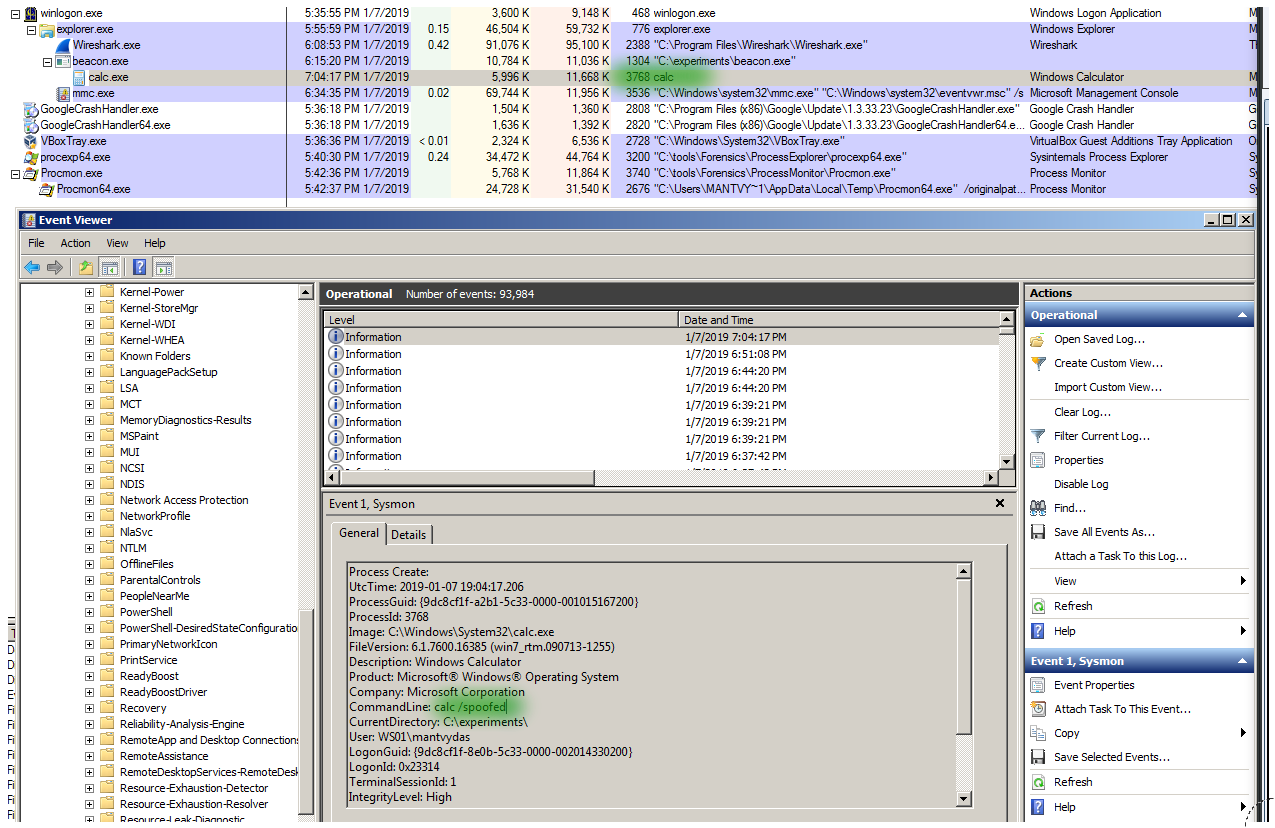 winlogon.exe 5:35:55 PM 1/7/2019 3,600 K 9,148 K 468 winlogon.exe Windows Logon Application M
explorer.exe 5:55:59 PM 1/7/2019 0.15 46,504 K 59,732 K 776 explorer.exe Windows Explorer M
Wireshark.exe 6:08:53 PM 1/7/2019 0.42 91,076 K 95,100 K 2388 "C:\Program Files\Wireshark\Wireshark.exe" Wireshark
beacon.exe 6:15:20 PM 1/7/2019 10,784 K 11,036 K 1304 "C:\experiments\beacon.exe"
calc.exe 7:04:17 PM 1/7/2019 5,996 K 11,668 K 3768 calc Windows Calculator M
mmc.exe 6:34:35 PM 1/7/2019 0.02 69,744 K 11,956 K 3536 "C:\Windows\system32\mmc.exe" "C:\Windows\system32\eventvwr.msc" /s Microsoft Management Console M
GoogleCrashHandler.exe 5:36:18 PM 1/7/2019 1,504 K 1,360 K 2808 "C:\Program Files (x86)\Google\Update\1.3.33.23\GoogleCrashHandler.e... Google Crash Handler G
GoogleCrashHandler64.exe 5:36:18 PM 1/7/2019 1,636 K 1,392 K 2820 "C:\Program Files (x86)\Google\Update\1.3.33.23\GoogleCrashHandler6.e... Google Crash Handler G
VBoxTray.exe 5:36:36 PM 1/7/2019 < 0.01 2,324 K 6,536 K 2728 "C:\Windows\System32\VBoxTray.exe" VirtualBox Guest Additions Tray Application O
procexp64.exe 5:40:30 PM 1/7/2019 0.24 34,472 K 44,764 K 3200 "C:\tools\Forensics\ProcessExplorer\procexp64.exe" Sysinternals Process Explorer Sy
Procmon.exe 5:42:36 PM 1/7/2019 5,768 K 11,864 K 3740 "C:\tools\Forensics\ProcessMonitor\Procmon.exe" Process Monitor Sy
Procmon64.exe 5:42:37 PM 1/7/2019 24,728 K 31,540 K 2676 "C:\Users\MANTVY~1\AppData\Local\Temp\Procmon64.exe" /originalpat... Process Monitor Sy
Event Viewer
File Action View Help
Kernel-Power
Kernel-StoreMgr
Kernel-WDI
Kernel-WHEA
Known Folders
LanguagePackSetup
LSA
MCT
MemoryDiagnostics-Results
MSPaint
MUI
NCSI
NDIS
Network Access Protection
NetworkProfile
NlaSvc
NTLM
OfflineFiles
ParentalControls
PeopleNearMe
PowerShell
PowerShell-DesiredStateConfiguratio
PrimaryNetworkIcon
PrintService
ReadyBoost
ReadyBoostDriver
Recovery
Reliability-Analysis-Engine
RemoteApp and Desktop Connections
RemoteAssistance
RemoteDesktopServices-RemoteDesk
Resource-Exhaustion-Detector
Resource-Exhaustion-Resolver
Resource-Leak-Diagnostic
Operational Number of events: 93,984
Level Date and Time
Information 1/7/2019 7:04:17 PM
Information 1/7/2019 6:51:08 PM
Information 1/7/2019 6:44:20 PM
Information 1/7/2019 6:44:20 PM
Information 1/7/2019 6:39:21 PM
Information 1/7/2019 6:39:21 PM
Information 1/7/2019 6:39:21 PM
Information 1/7/2019 6:37:42 PM
Event 1, Sysmon
General Details
Process Create:
UtcTime: 2019-01-07 19:04:17.206
ProcessGuid: {9dc8cf1f-a2b1-5c33-0000-001015167200}
ProcessId: 3768
Image: C:\Windows\System32\calc.exe
FileVersion: 6.1.7600.16385 (win7_rtm.090713-1255)
Description: Windows Calculator
Product: Microsoft® Windows® Operating System
Company: Microsoft Corporation
CommandLine: calc /spoofed
CurrentDirectory: C:\experiments\
User: WS01\mantvydas
LogonGuid: {9dc8cf1f-8e0b-5c33-0000-002014330200}
LogonId: 0x23314
TerminalSessionId: 1
IntegrityLevel: High
Actions
Operational
Open Saved Log...
Create Custom View...
Import Custom View...
Clear Log...
Filter Current Log...
Properties
Disable Log
Find...
Save All Events As...
Attach a Task To this Log...
View
Refresh
Help
Event 1, Sysmon
Event Properties
Attach Task To This Event...
Copy
Save Selected Events...
Refresh
Help